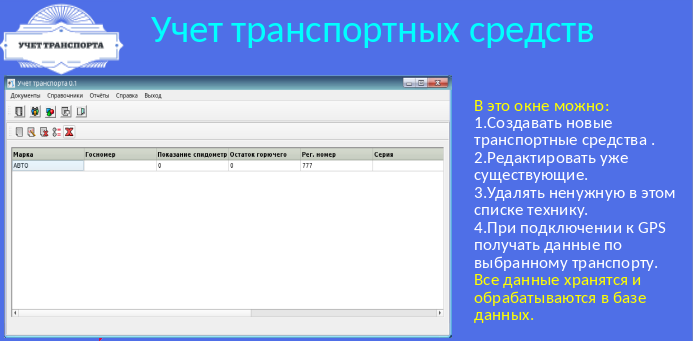 Учет транспортных средств
УЧЕТ ТРАНСПОРТА
Учет транспорта 0.1
Документы Справочники Отчёты Справка Выход
Марка Госномер Показание спидометр Остаток горючего Рег. номер Серия
АВТО 0 0 777
В это окне можно:
1.Создавать новые
транспортные средства .
2.Редактировать уже
существующие.
3.Удалять ненужную в этом
списке технику.
4.При подключении к GPS
получать данные по
выбранному транспорту.
Все данные хранятся и
обрабатываются в базе
данных.